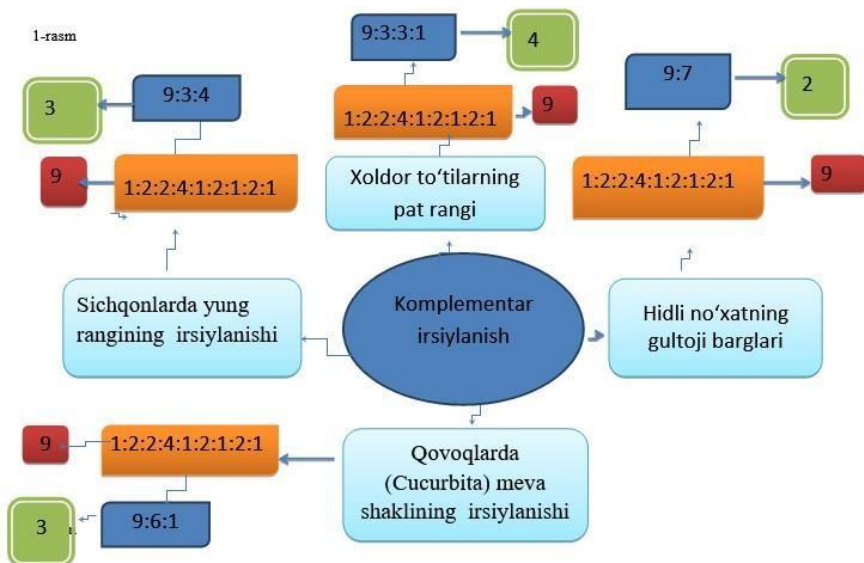 1-rasm
9:3:3:1
4
9:3:4
3
9:7
2
1:2:2:4:1:2:1:2:1
9
9
1:2:2:4:1:2:1:2:1
1:2:2:4:1:2:1:2:1
9
Xoldor to‘tilarning
pat rangi
Sichqonlarda yung
rangining irsiylanishi
Komplementar
irsiylanish
Hidli no‘xatning
gultoji barglari
9
1:2:2:4:1:2:1:2:1
Qovoqlarda
(Cucurbita) meva
shaklining irsiylanishi
3
9:6:1